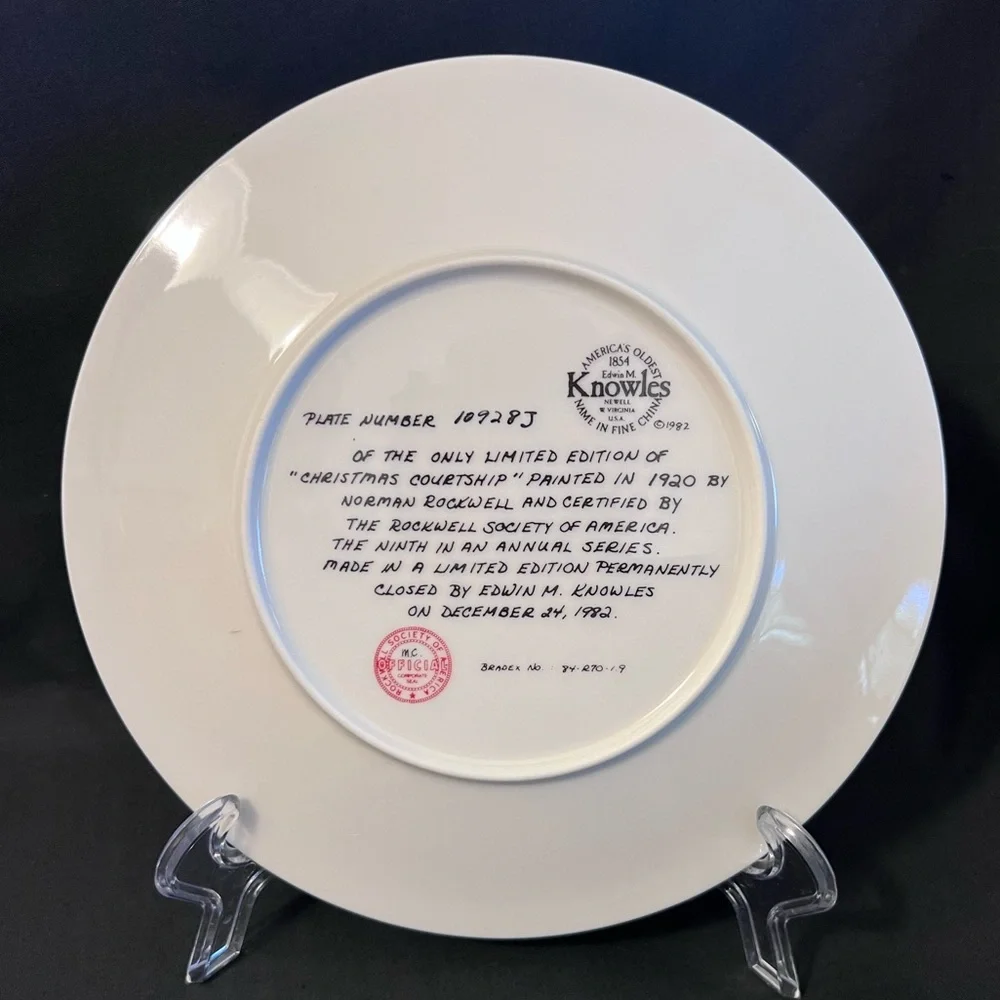 AMERICA'S OLDEST
1854
Edwin M.
Knowles
NEWELL
W. VIRGINIA
U.S.A.
NAME IN FINE CHINA
©1982
PLATE NUMBER 10928J
OF THE ONLY LIMITED EDITION OF
"CHRISTMAS COURTSHIP" PAINTED IN 1920 BY
NORMAN ROCKWELL AND CERTIFIED BY
THE ROCKWELL SOCIETY OF AMERICA.
THE NINTH IN AN ANNUAL SERIES.
MADE IN A LIMITED EDITION PERMANENTLY
CLOSED BY EDWIN M. KNOWLES
ON DECEMBER 24, 1982.
ROCKWELL SOCIETY OF AMERICA
M.C.
OFFICIAL
CORPORATE
SEAL
BRADEX NO. 84-R70-1.9